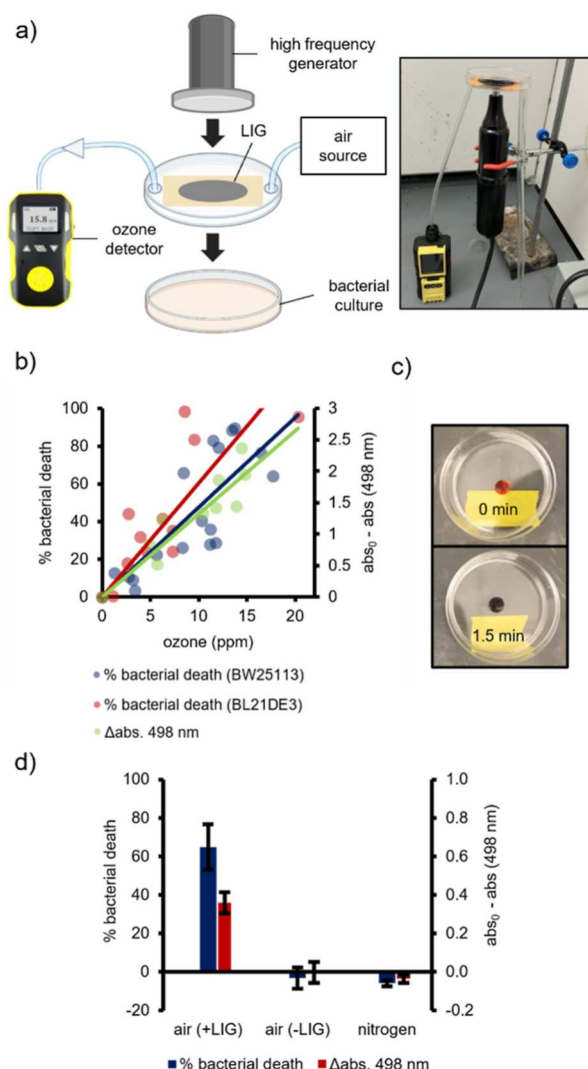 a)
high frequency
generator
LIG
air
source
15.8
ozone
detector
bacterial
culture
b)
100
80
60
40
20
0
% bacterial death
0
5
10
15
20
ozone (ppm)
3
2.5
2
1.5
1
0.5
0
abs₀ - abs (498 nm)
% bacterial death (BW25113)
% bacterial death (BL21DE3)
Δabs. 498 nm
c)
0 min
1.5 min
d)
100
80
60
40
20
0
-20
% bacterial death
1.0
0.8
0.6
0.4
0.2
0.0
-0.2
abs₀ - abs (498 nm)
air (+LIG)
air (-LIG)
nitrogen
% bacterial death
Δabs. 498 nm